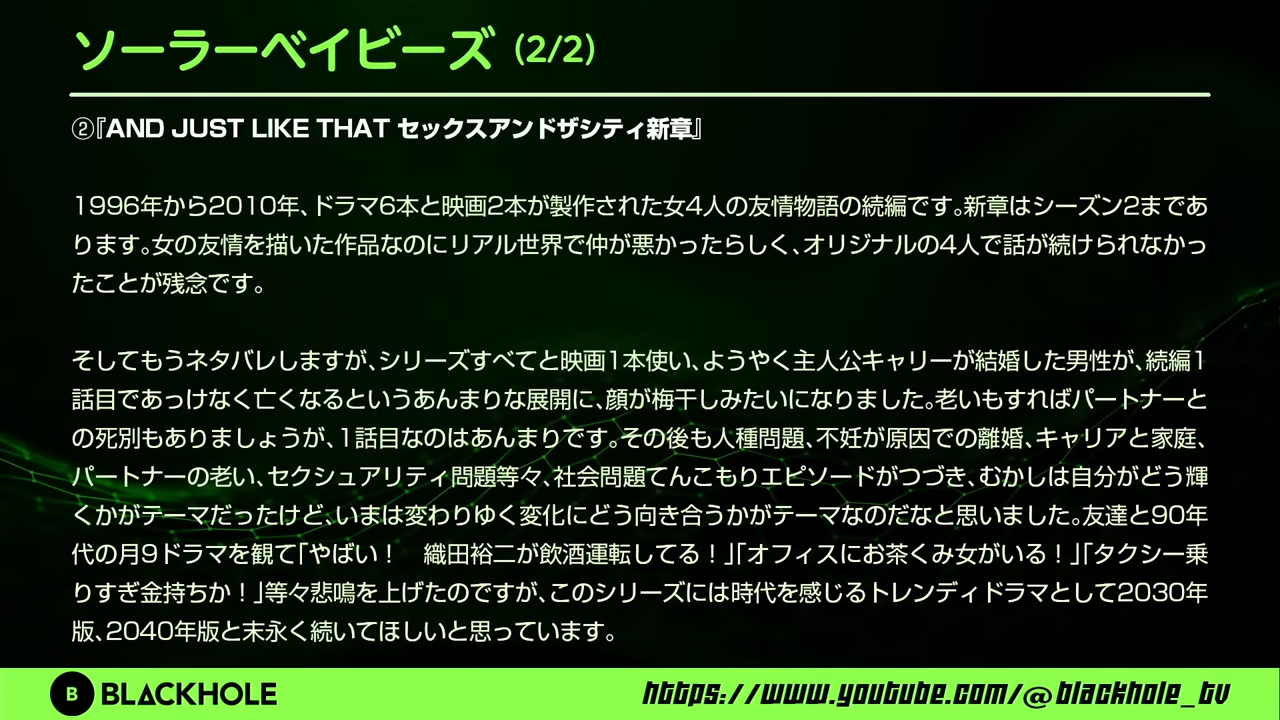 ソーラーベイビーズ (2/2)
②『AND JUST LIKE THAT セックスアンドザシティ新章』
1996年から2010年、ドラマ6本と映画2本が製作された女4人の友情物語の続編です。新章はシーズン2まであ
ります。女の友情を描いた作品なのにリアル世界で仲が悪かったらしく、オリジナルの4人で話が続けられなかっ
たことが残念です。
そしてもうネタバレしますが、シリーズすべてと映画1本使い、ようやく主人公キャリーが結婚した男性が、続編1
話目であっけなく亡くなるというあんまりな展開に、顔が梅干しみたいになりました。老いもすればパートナーと
の死別もありましょうが、1話目なのはあんまりです。その後も人種問題、不妊が原因での離婚、キャリアと家庭、
パートナーの老い、セクシュアリティ問題等々、社会問題てんこもりエピソードがつづき、むかしは自分がどう輝
くかがテーマだったけど、いまは変わりゆく変化にどう向き合うかがテーマなのだなと思いました。友達と90年
代の月9ドラマを観て「やばい！　織田裕二が飲酒運転してる！」「オフィスにお茶くみ女がいる！」「タクシー乗
りすぎ金持ちか！」等々悲鳴を上げたのですが、このシリーズには時代を感じるトレンディドラマとして2030年
版、2040年版と末永く続いてほしいと思っています。
B BLACKHOLE
https://www.youtube.com/@blackhole_tv